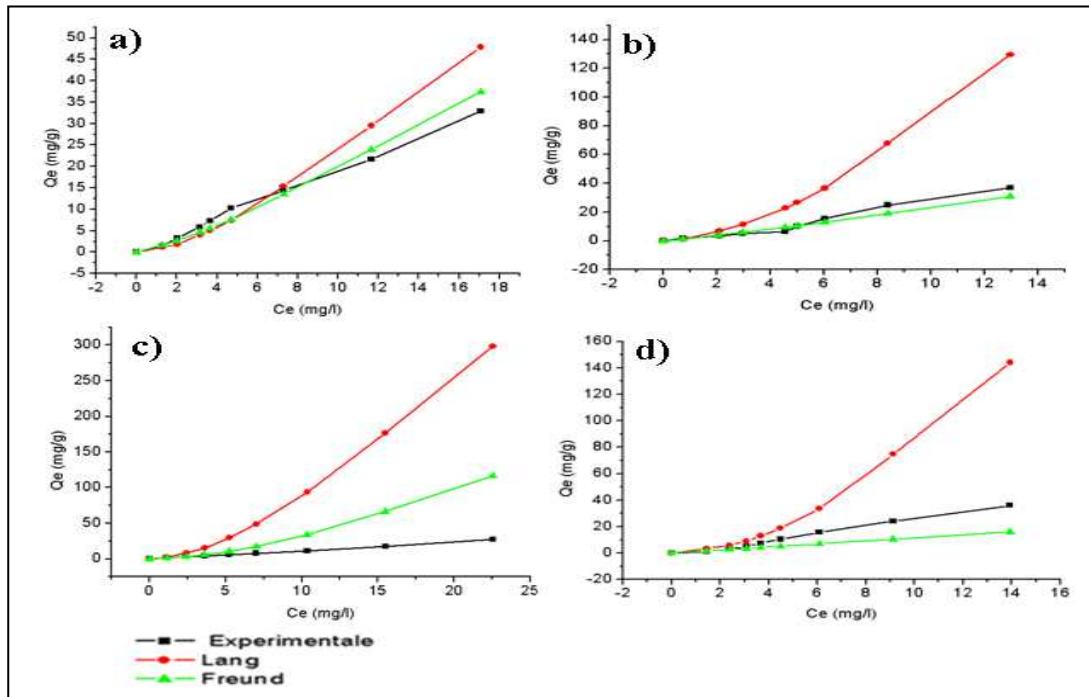 a)
50
45
40
35
30
25
20
15
10
5
0
5
Qe (mg/g)
-2 0 2 4 6 8 10 12 14 16 18
Ce (mg/l)
b)
140
120
100
80
60
40
20
0
-20
Qe (mg/g)
-2 0 2 4 6 8 10 12 14
Ce (mg/l)
c)
300
250
200
150
100
50
0
Qe (mg/g)
0 5 10 15 20 25
Ce (mg/l)
d)
160
140
120
100
80
60
40
20
0
-20
Qe (mg/g)
-2 0 2 4 6 8 10 12 14 16
Ce (mg/l)
Experimentale
Lang
Freund